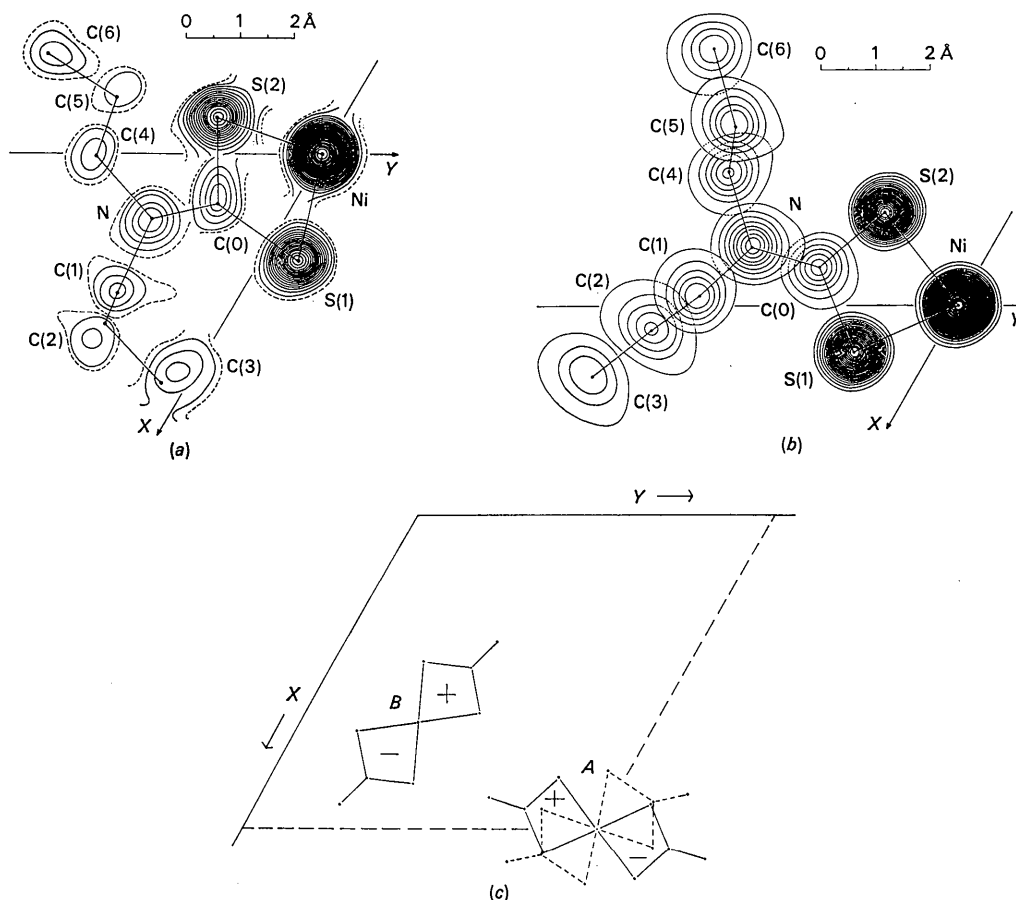 C(6)
0 1 2 Å
S(2)
C(5)
C(4)
Y
N
Ni
C(0)
C(1)
S(1)
C(2)
C(3)
X
(a)
C(6)
0 1 2 Å
C(5)
C(4)
S(2)
N
Ni
C(1)
C(2)
C(0)
Y
S(1)
C(3)
X
(b)
Y →
X
B
+
−
A
+
−
(c)